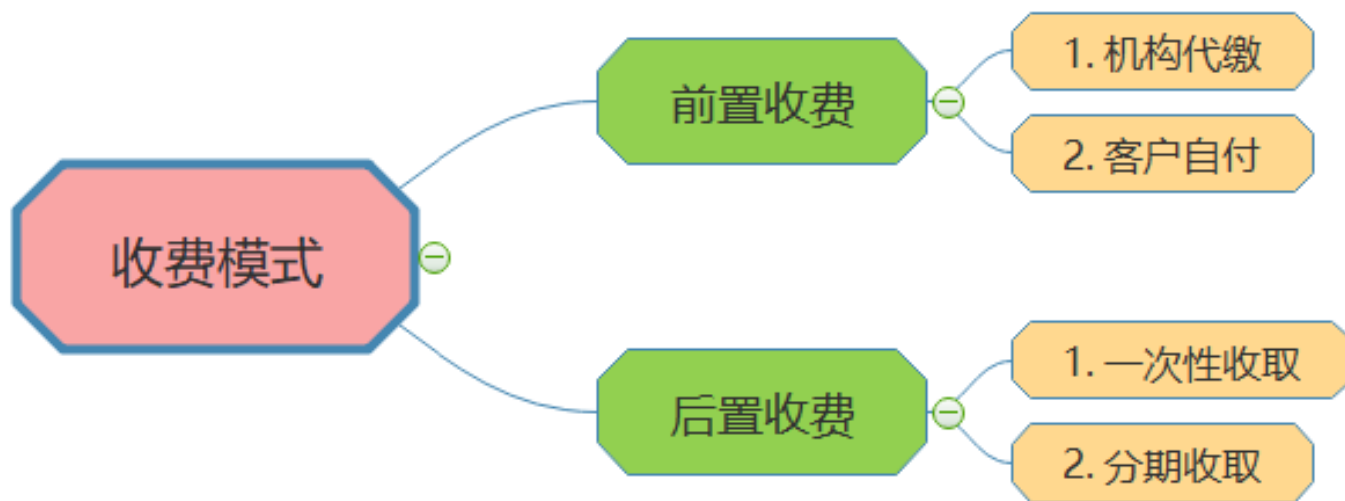 收费模式
前置收费
1. 机构代缴
2. 客户自付
后置收费
1. 一次性收取
2. 分期收取